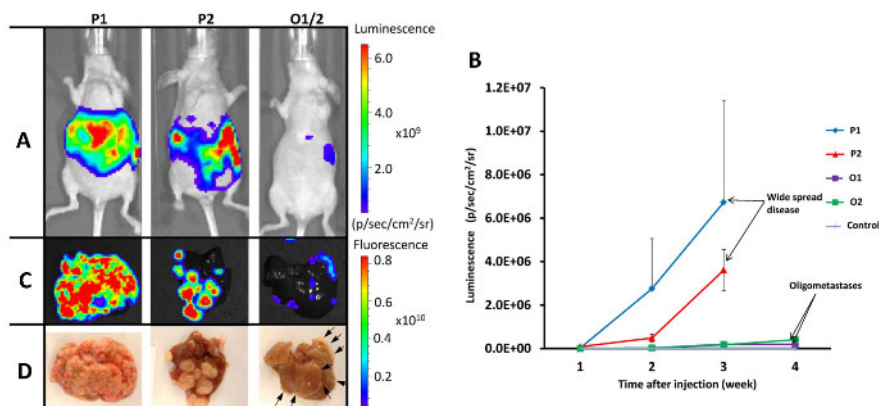 P1 P2 O1/2
A
C
D
Luminescence
6.0
4.0
x10⁹
2.0
(p/sec/cm²/sr)
Fluorescence
0.8
0.6
0.4
x10¹⁰
0.2
B
Luminescence (p/sec/cm²/sr)
1.2E+07
1.0E+07
8.0E+06
6.0E+06
4.0E+06
2.0E+06
0.0E+00
1 2 3 4
Time after injection (week)
Wide spread
disease
Oligometastases
P1
P2
O1
O2
Control